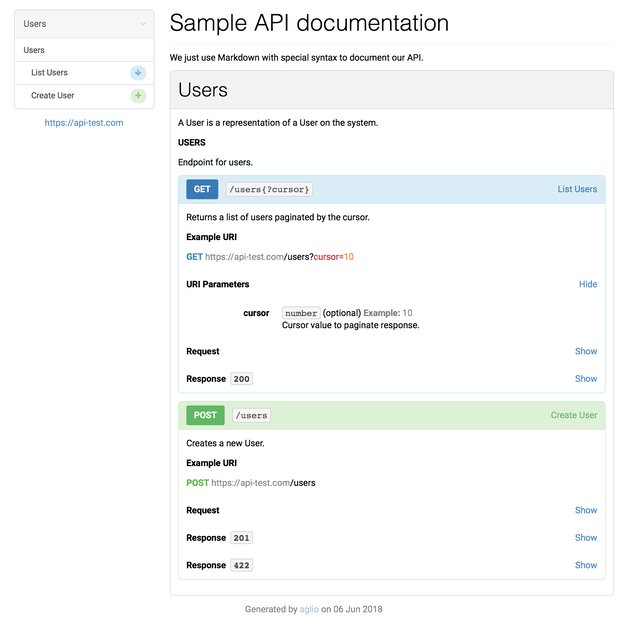 Users
Users
List Users
Create User
https://api-test.com
Sample API documentation
We just use Markdown with special syntax to document our API.
Users
A User is a representation of a User on the system.
USERS
Endpoint for users.
GET /users{?cursor} List Users
Returns a list of users paginated by the cursor.
Example URI
GET https://api-test.com/users?cursor=10
URI Parameters Hide
cursor number (optional) Example: 10
Cursor value to paginate response.
Request Show
Response 200 Show
POST /users Create User
Creates a new User.
Example URI
POST https://api-test.com/users
Request Show
Response 201 Show
Response 422 Show
Generated by aglio on 06 Jun 2018